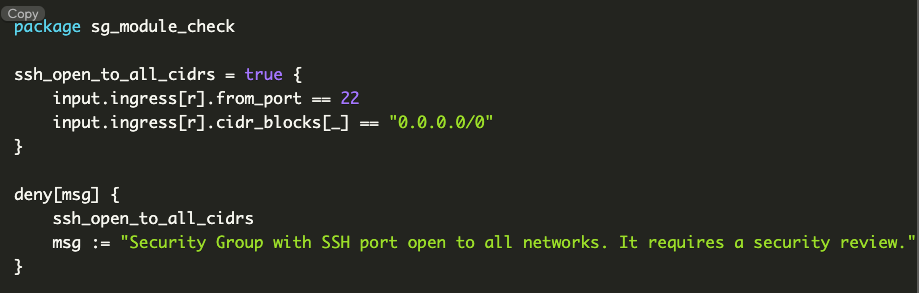 Copy
package sg_module_check
ssh_open_to_all_cidrs = true {
    input.ingress[r].from_port == 22
    input.ingress[r].cidr_blocks[_] == "0.0.0.0/0"
}
deny[msg] {
    ssh_open_to_all_cidrs
    msg := "Security Group with SSH port open to all networks. It requires a security review."
}